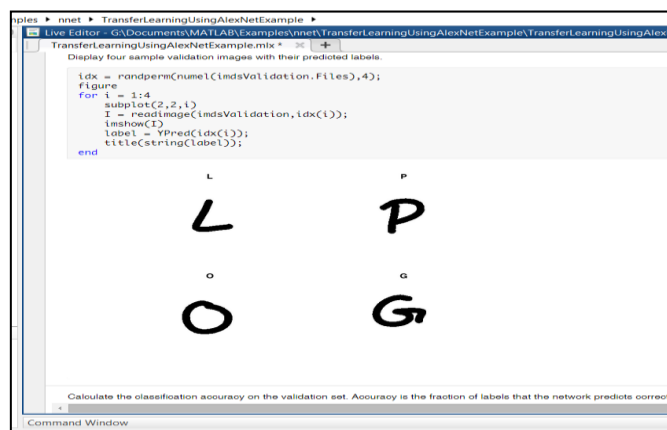 nples ▸ nnet ▸ TransferLearningUsingAlexNetExample ▸
Live Editor - G:\Documents\MATLAB\Examples\nnet\TransferLearningUsingAlexNetExample\TransferLearningUsingAlex
TransferLearningUsingAlexNetExample.mlx * × +
Display four sample validation images with their predicted labels.
idx = randperm(numel(imdsValidation.Files),4);
figure
for i = 1:4
subplot(2,2,i)
I = readimage(imdsValidation,idx(i));
imshow(I)
label = YPred(idx(i));
title(string(label));
end
L P
L P
O G
O G
Calculate the classification accuracy on the validation set. Accuracy is the fraction of labels that the network predicts correc
Command Window